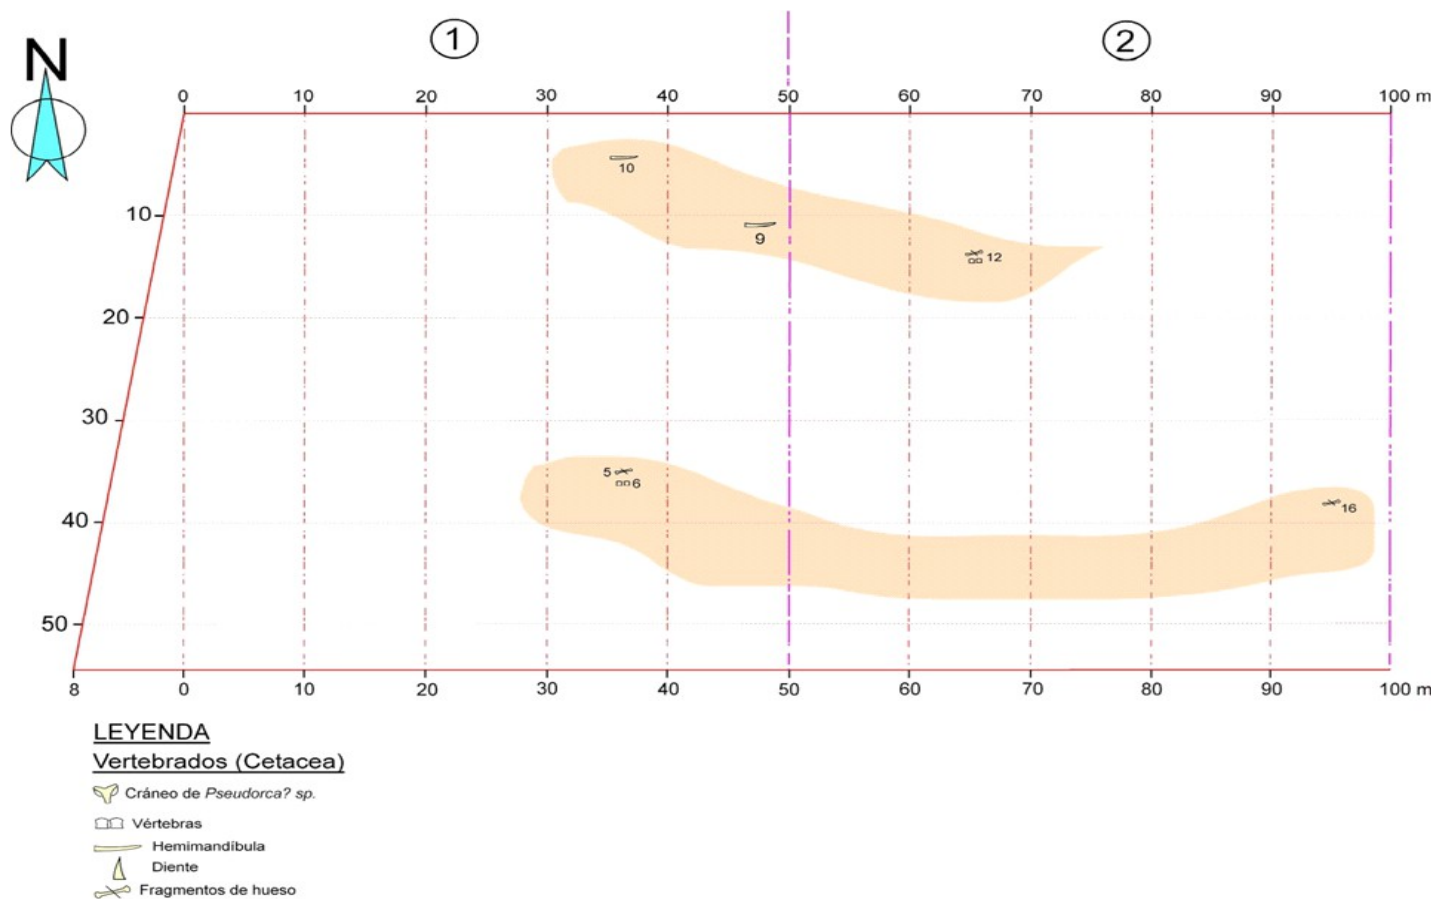 1
2
N
0 10 20 30 40 50 60 70 80 90 100 m
10
10
9
12
20
30
5
6
16
40
50
8 0 10 20 30 40 50 60 70 80 90 100 m
LEYENDA
Vertebrados (Cetacea)
Cráneo de Pseudorca? sp.
Vértebras
Hemimandíbula
Diente
Fragmentos de hueso